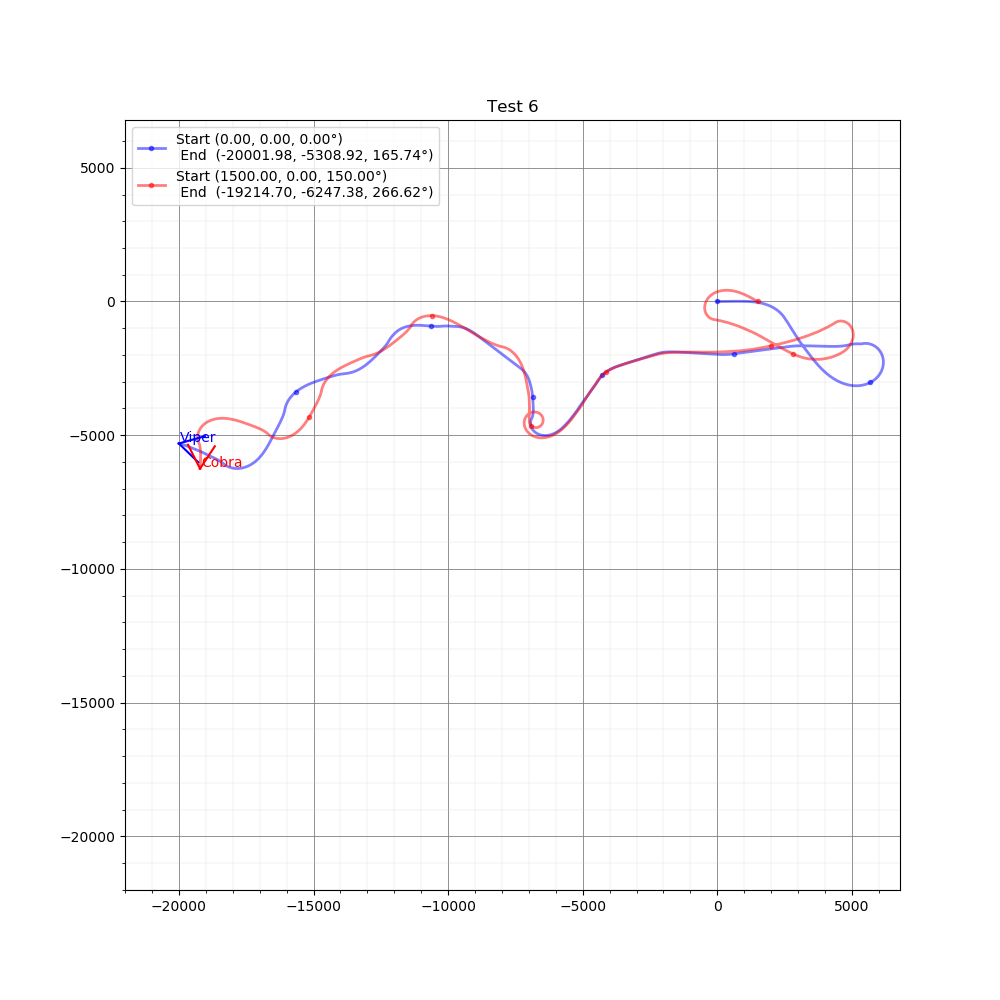 Test 6
Start (0.00, 0.00, 0.00°)
End (-20001.98, -5308.92, 165.74°)
Start (1500.00, 0.00, 150.00°)
End (-19214.70, -6247.38, 266.62°)
5000
0
−5000
−10000
−15000
−20000
Viper
Cobra
−20000 −15000 −10000 −5000 0 5000